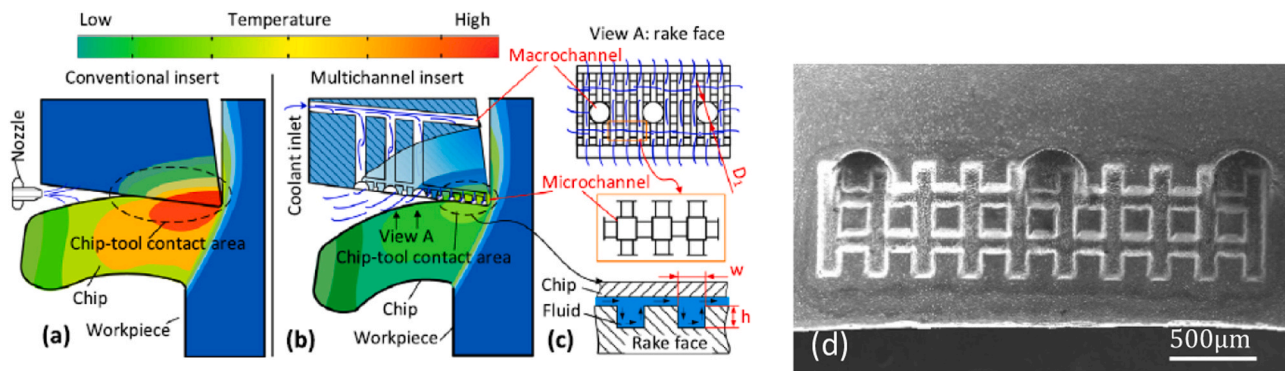 Low Temperature High
Conventional insert
Multichannel insert
View A: rake face
Macrochannel
Nozzle
Coolant inlet
D1
Microchannel
Chip-tool contact area
View A
Chip-tool contact area
Chip
Chip
Workpiece
Workpiece
w
Chip
Fluid
h
Rake face
(a)
(b)
(c)
(d)
500μm